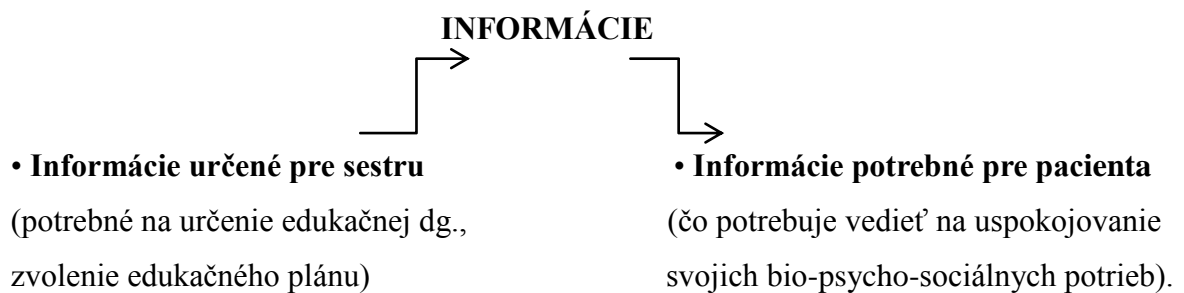 INFORMÁCIE
• Informácie určené pre sestru
(potrebné na určenie edukačnej dg.,
zvolenie edukačného plánu)
• Informácie potrebné pre pacienta
(čo potrebuje vedieť na uspokojovanie
svojich bio-psycho-sociálnych potrieb).